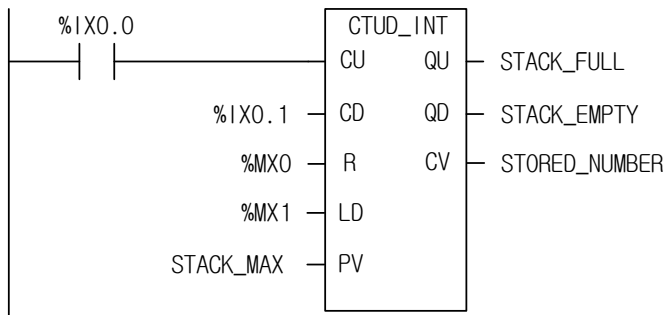 %IX0.0
CTUD_INT
CU QU STACK_FULL
%IX0.1 CD QD STACK_EMPTY
%MX0 R CV STORED_NUMBER
%MX1 LD
STACK_MAX PV